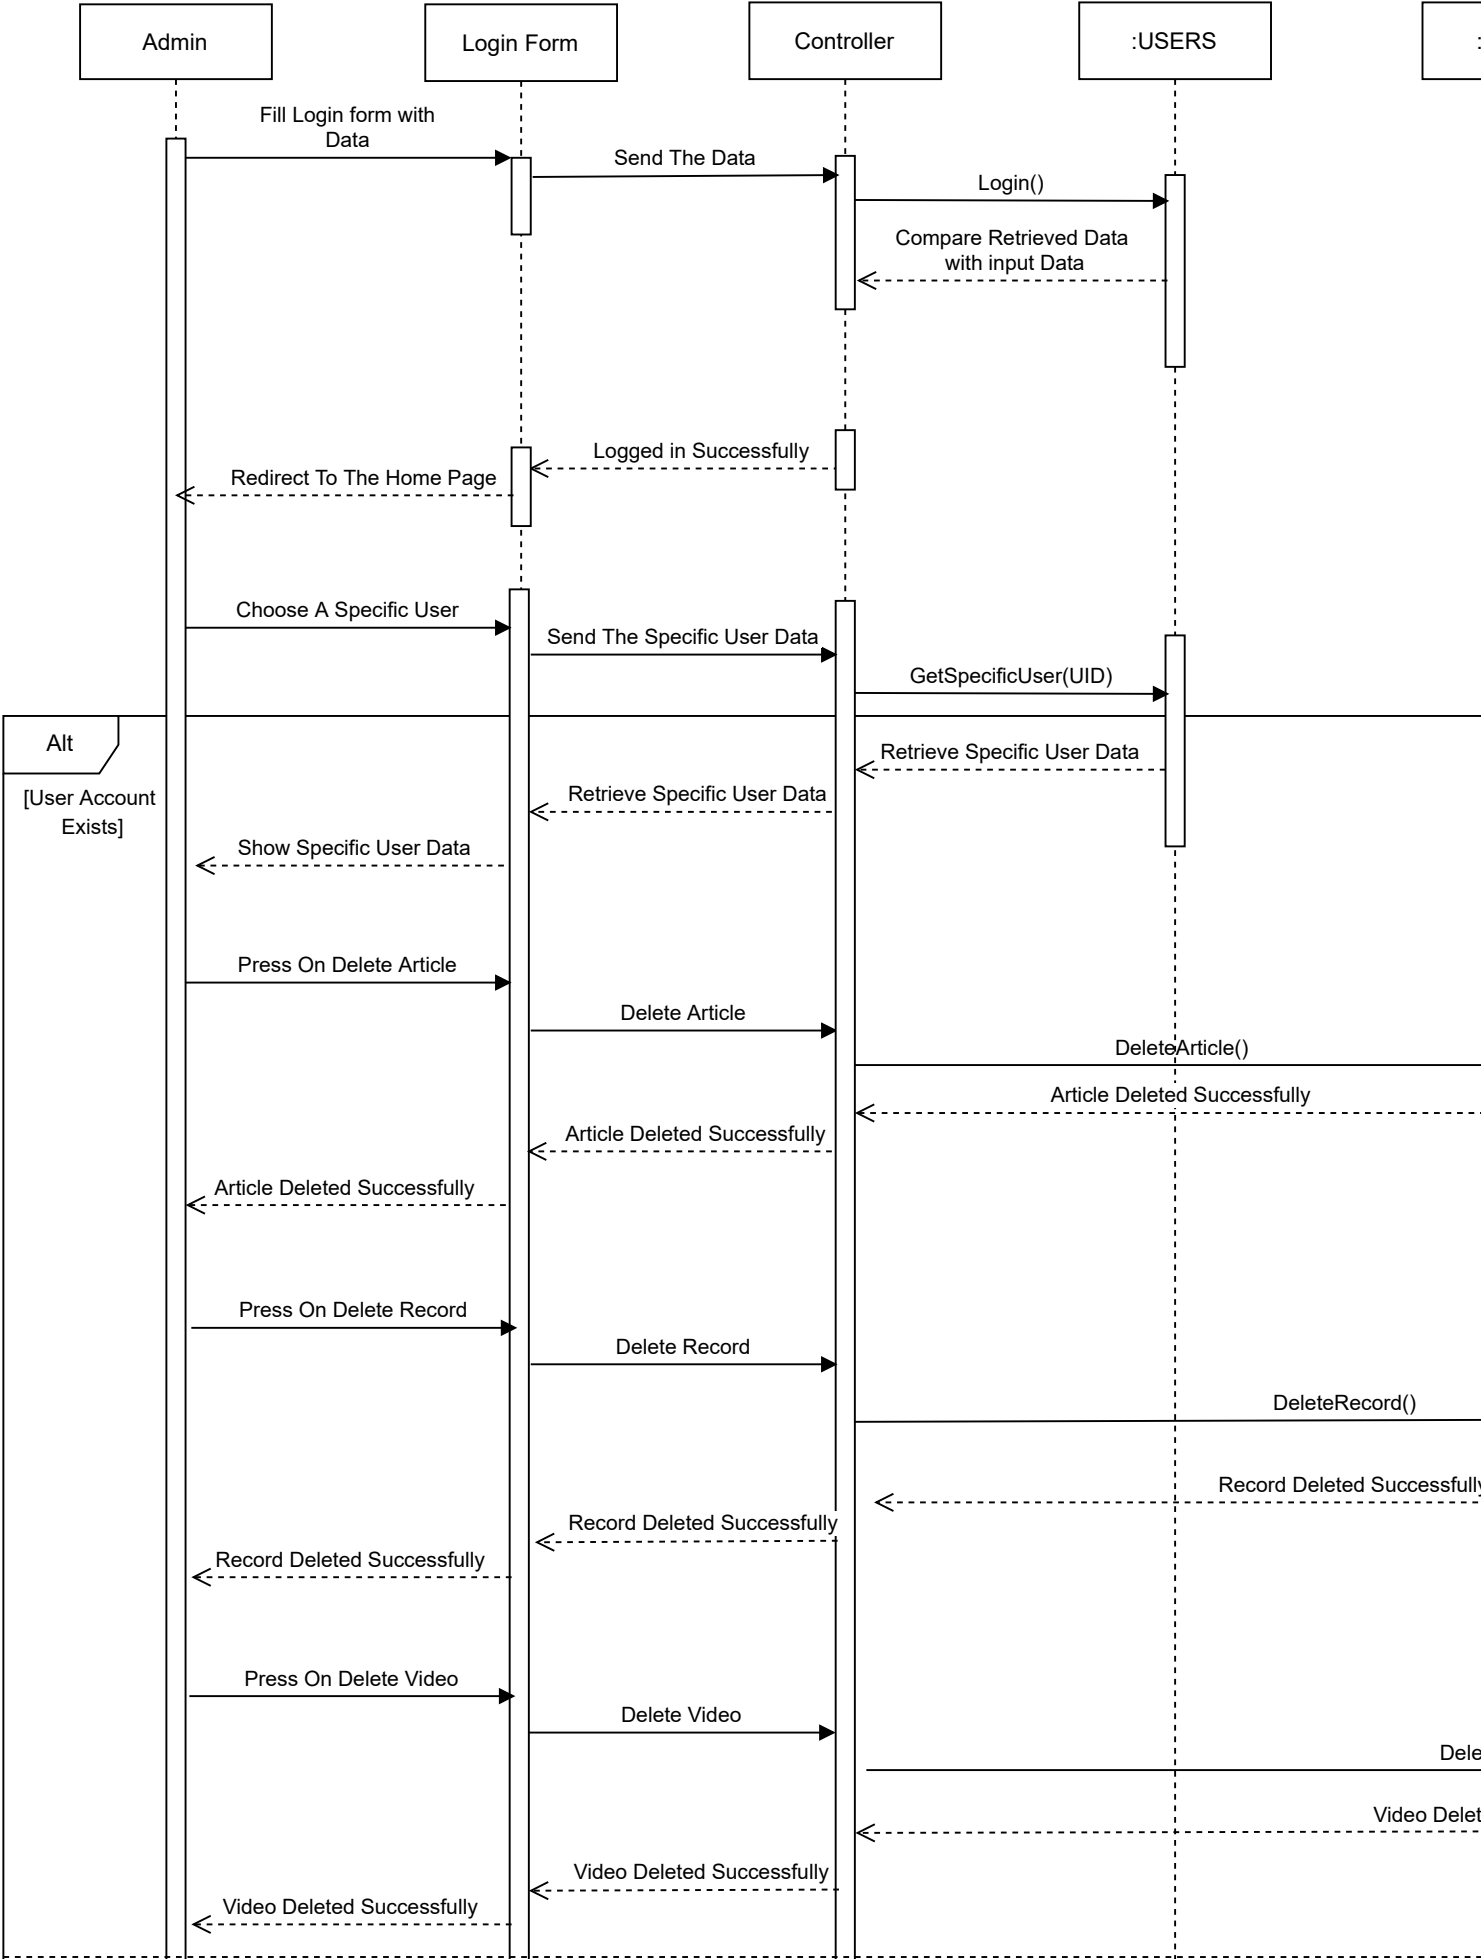 Admin
Login Form
Controller
:USERS
:
Fill Login form with
Data
Send The Data
Login()
Compare Retrieved Data
with input Data
Logged in Successfully
Redirect To The Home Page
Choose A Specific User
Send The Specific User Data
GetSpecificUser(UID)
Alt
Retrieve Specific User Data
[User Account
Exists]
Retrieve Specific User Data
Show Specific User Data
Press On Delete Article
Delete Article
DeleteArticle()
Article Deleted Successfully
Article Deleted Successfully
Article Deleted Successfully
Press On Delete Record
Delete Record
DeleteRecord()
Record Deleted Successfully
Record Deleted Successfully
Record Deleted Successfully
Press On Delete Video
Delete Video
Dele
Video Delet
Video Deleted Successfully
Video Deleted Successfully